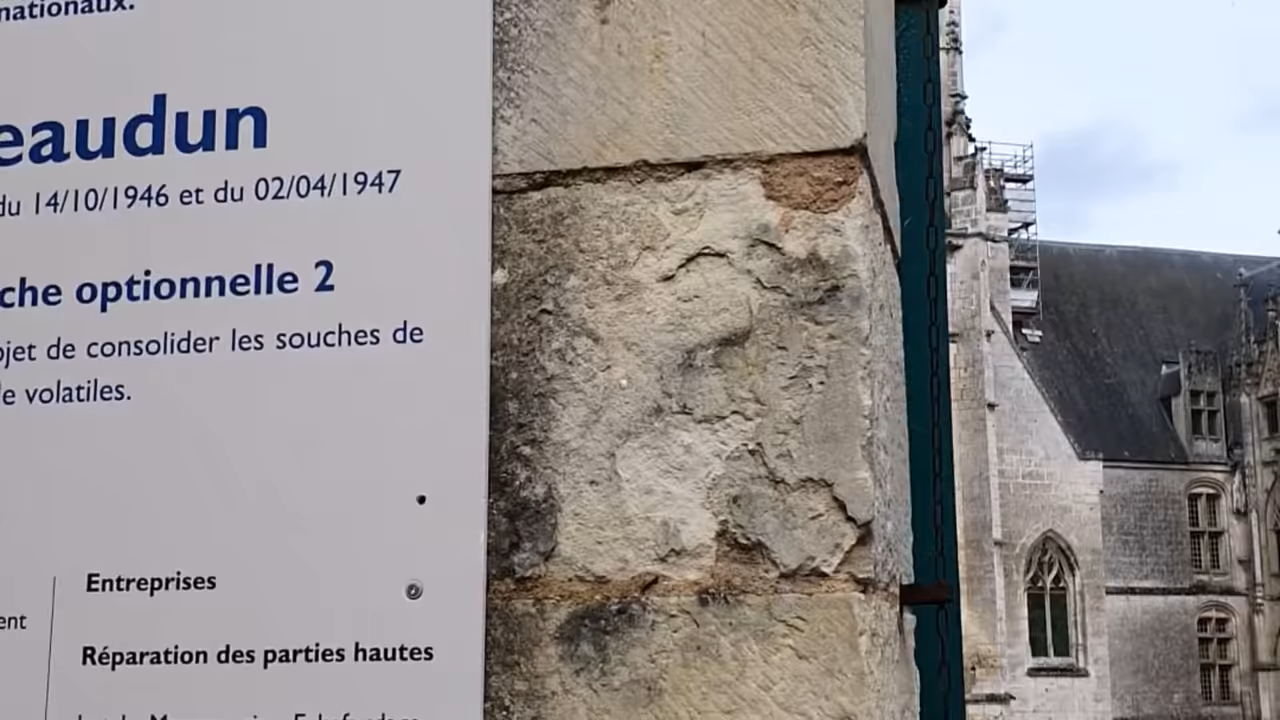 nationaux.
eaudun
du 14/10/1946 et du 02/04/1947
che optionnelle 2
jet de consolider les souches de
e volatiles.
Entreprises
ent
Réparation des parties hautes